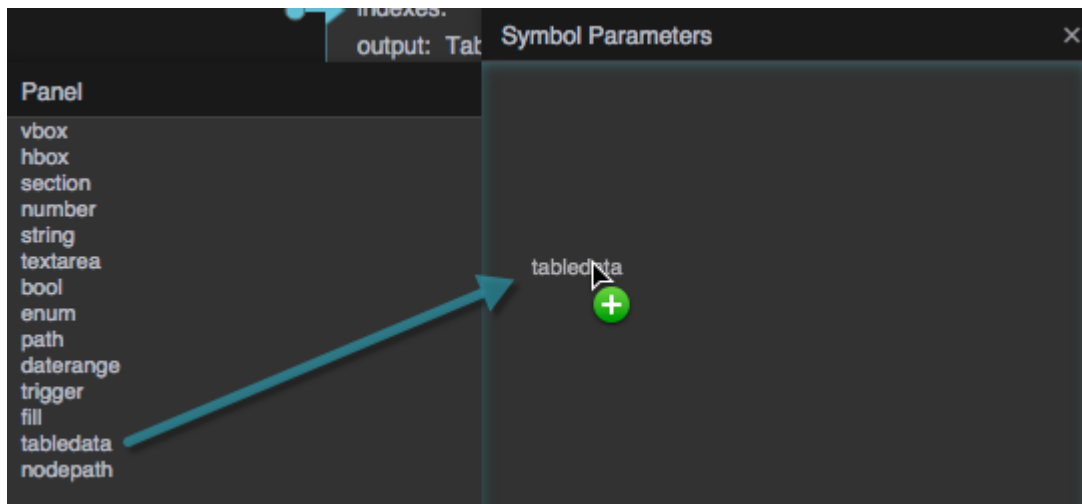 indexes:
output: Tab
Symbol Parameters
Panel
vbox
hbox
section
number
string
textarea
bool
enum
path
daterange
trigger
fill
tabledata
nodepath
tabledata